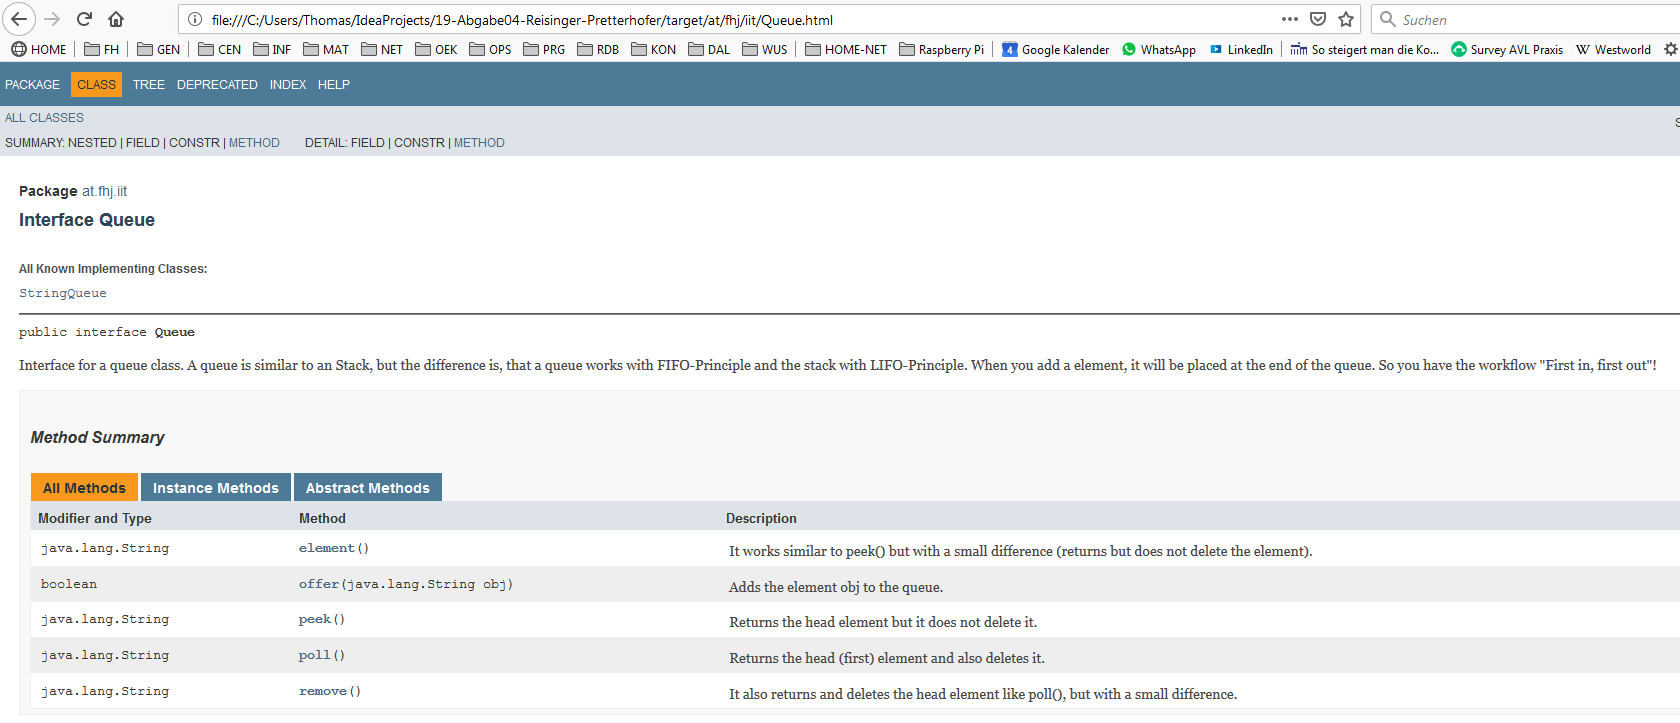 file:///C:/Users/Thomas/IdeaProjects/19-Abgabe04-Reisinger-Pretterhofer/target/at/fhj/iit/Queue.html Suchen
HOME FH GEN CEN INF MAT NET OEK OPS PRG RDB KON DAL WUS HOME-NET Raspberry Pi 4 Google Kalender WhatsApp LinkedIn So steigert man die Ko... Survey AVL Praxis W Westworld
PACKAGE CLASS TREE DEPRECATED INDEX HELP
ALL CLASSES
SUMMARY: NESTED | FIELD | CONSTR | METHOD DETAIL: FIELD | CONSTR | METHOD
Package at.fhj.iit
Interface Queue
All Known Implementing Classes:
StringQueue
public interface Queue
Interface for a queue class. A queue is similar to an Stack, but the difference is, that a queue works with FIFO-Principle and the stack with LIFO-Principle. When you add a element, it will be placed at the end of the queue. So you have the workflow "First in, first out"!
Method Summary
All Methods Instance Methods Abstract Methods
Modifier and Type Method Description
java.lang.String element() It works similar to peek() but with a small difference (returns but does not delete the element).
boolean offer(java.lang.String obj) Adds the element obj to the queue.
java.lang.String peek() Returns the head element but it does not delete it.
java.lang.String poll() Returns the head (first) element and also deletes it.
java.lang.String remove() It also returns and deletes the head element like poll(), but with a small difference.